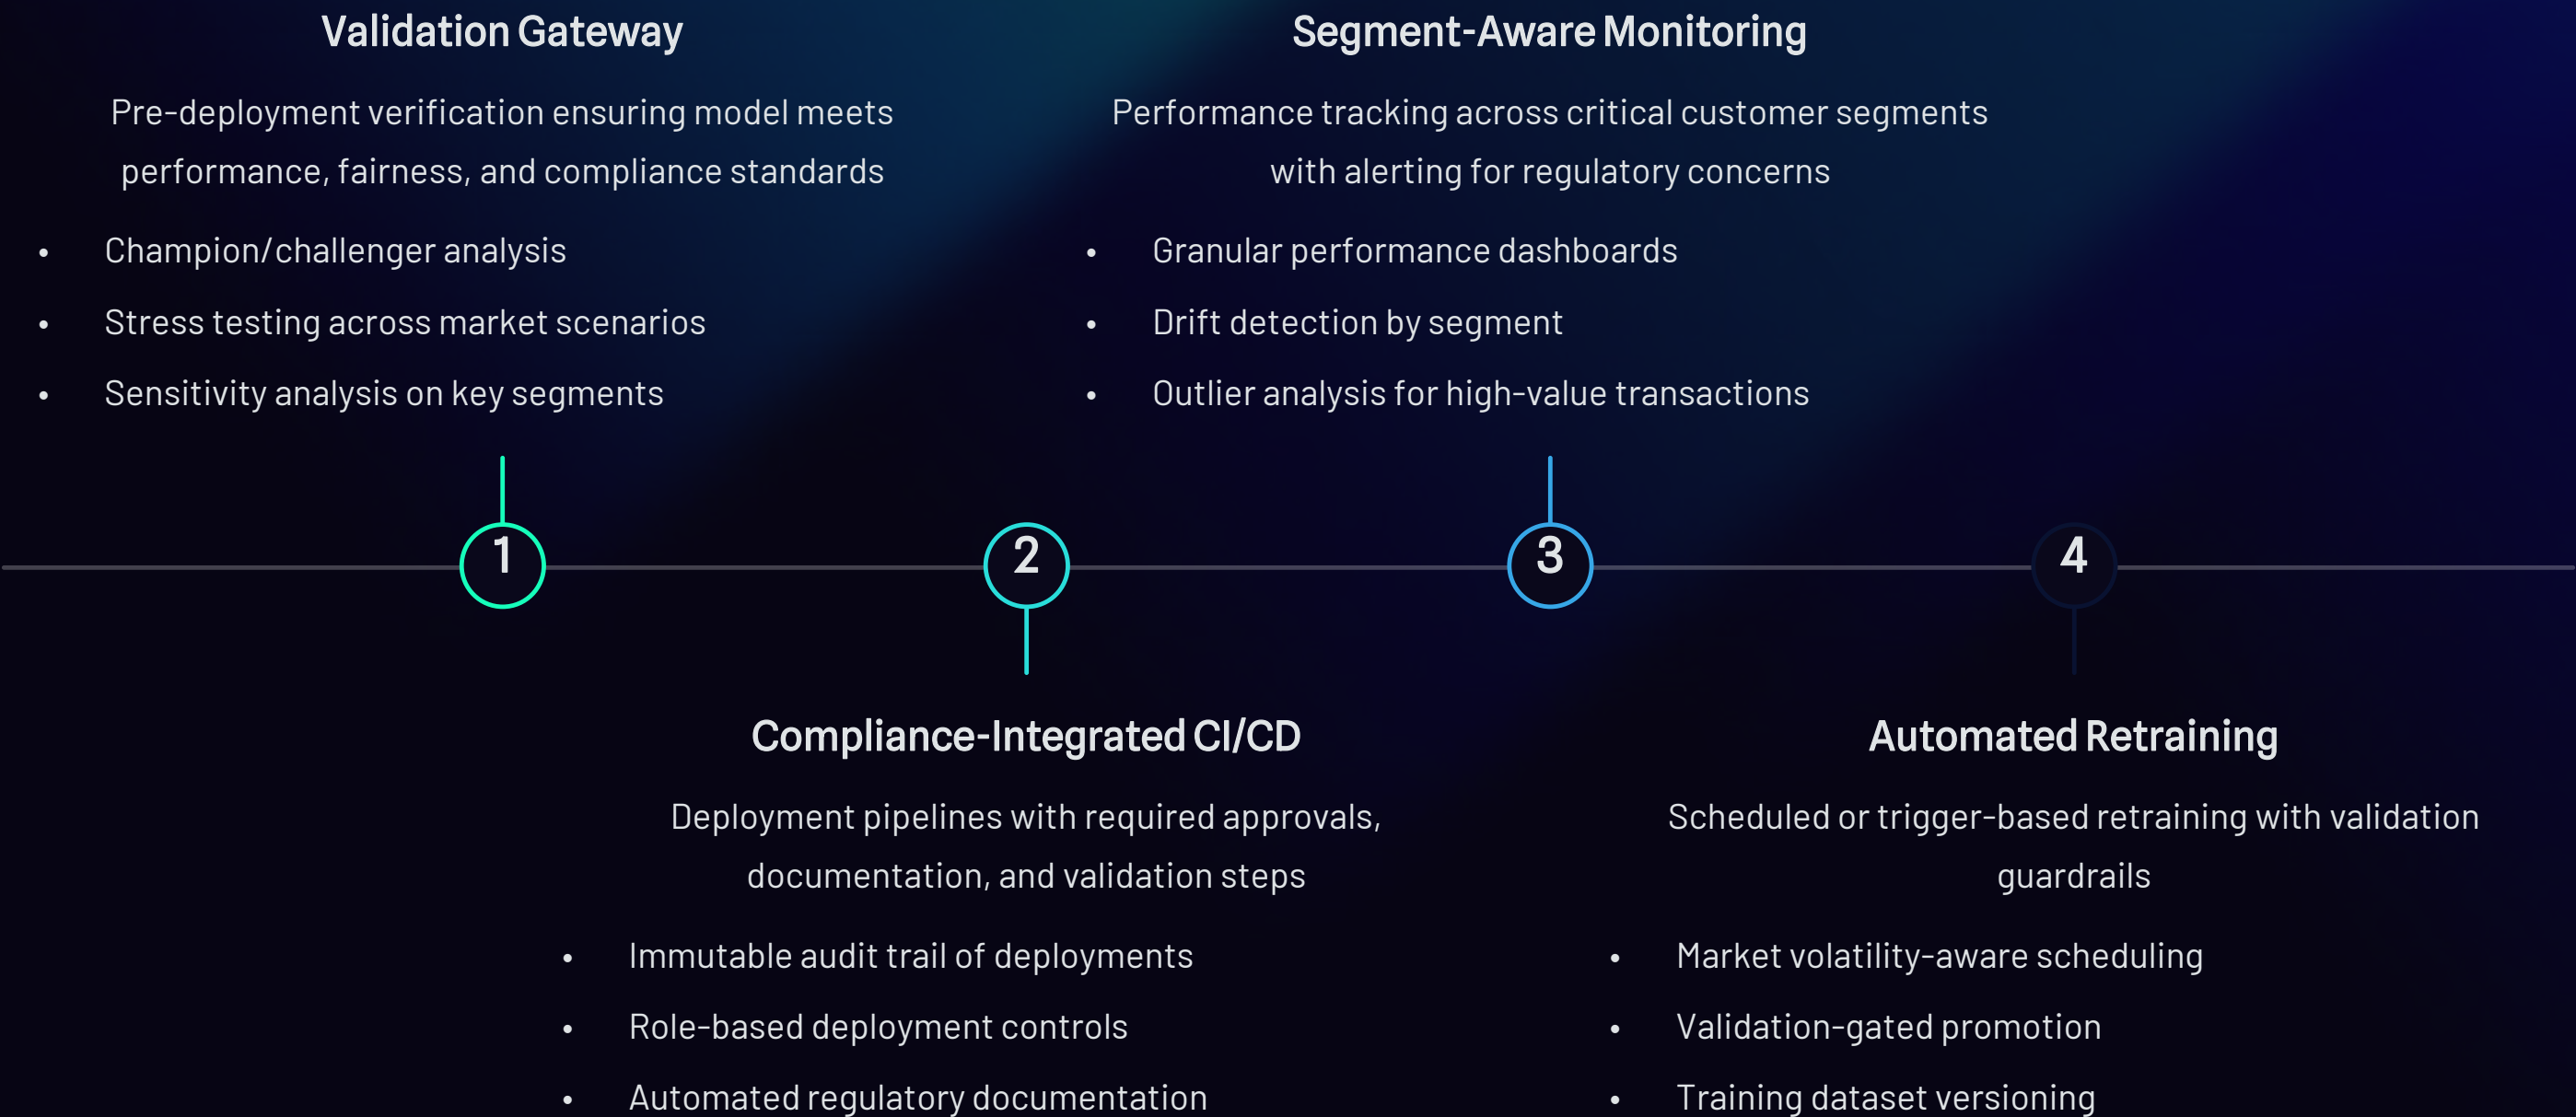 Validation Gateway
Pre-deployment verification ensuring model meets
performance, fairness, and compliance standards
• Champion/challenger analysis
• Stress testing across market scenarios
• Sensitivity analysis on key segments
Segment-Aware Monitoring
Performance tracking across critical customer segments
with alerting for regulatory concerns
• Granular performance dashboards
• Drift detection by segment
• Outlier analysis for high-value transactions
1
2
3
4
Compliance-Integrated CI/CD
Deployment pipelines with required approvals,
documentation, and validation steps
• Immutable audit trail of deployments
• Role-based deployment controls
• Automated regulatory documentation
Automated Retraining
Scheduled or trigger-based retraining with validation
guardrails
• Market volatility-aware scheduling
• Validation-gated promotion
• Training dataset versioning